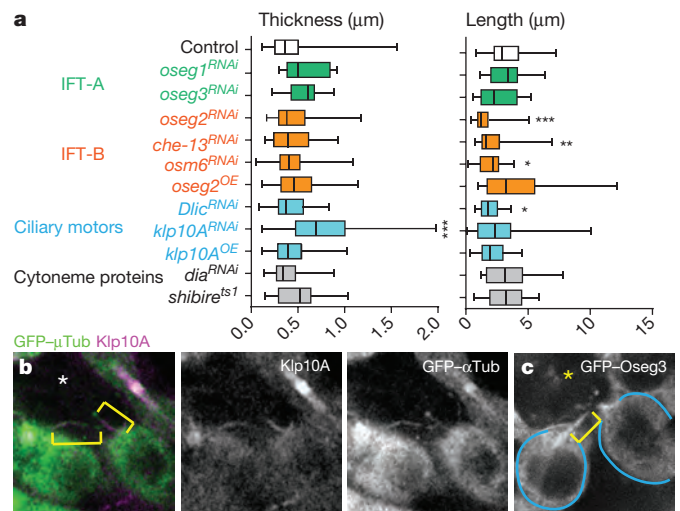 a
Thickness (μm) Length (μm)
Control
IFT-A
oseg1RNAi
oseg3RNAi
IFT-B
oseg2RNAi ***
che-13RNAi **
osm6RNAi *
oseg2OE
Ciliary motors
DlicRNAi *
klp10ARNAi ***
klp10AOE
Cytoneme proteins
diaRNAi
shibirets1
0.0 0.5 1.0 1.5 2.0 0 5 10 15
GFP–μTub Klp10A
b * Klp10A GFP–αTub c GFP–Oseg3 *